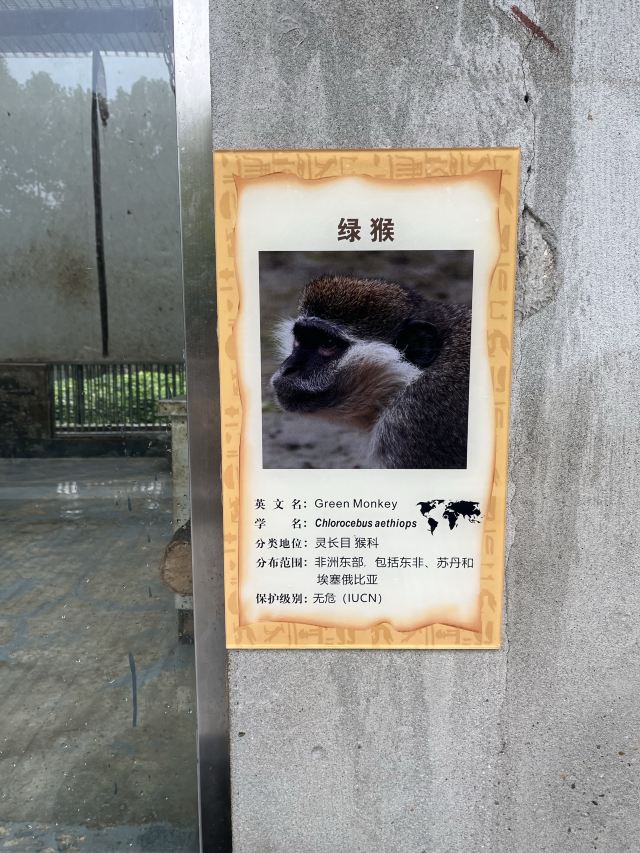 绿猴
英文名：Green Monkey
学名：Chlorocebus aethiops
分类地位：灵长目 猴科
分布范围：非洲东部，包括东非、苏丹和
埃塞俄比亚
保护级别：无危（IUCN）